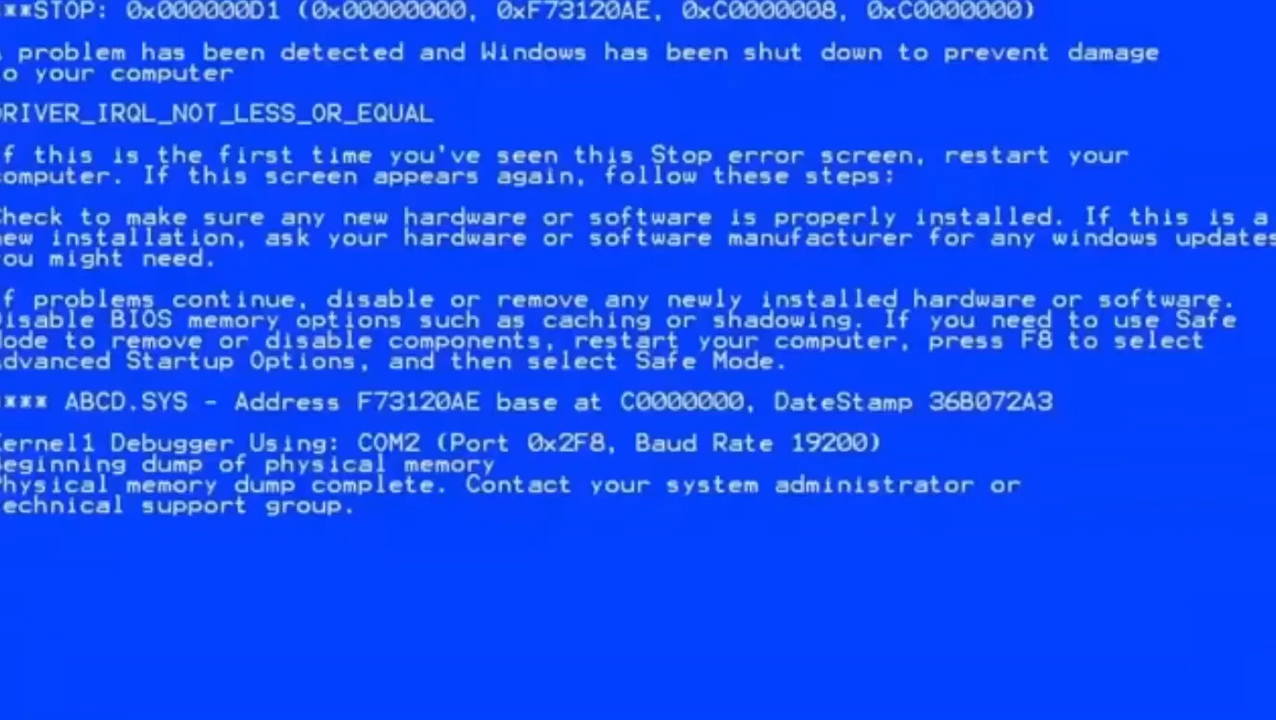 **STOP: 0x000000D1 (0x00000000, 0xF73120AE, 0xC0000008, 0xC0000000)
problem has been detected and Windows has been shut down to prevent damage
o your computer
RIVER_IRQL_NOT_LESS_OR_EQUAL
f this is the first time you've seen this Stop error screen, restart your
omputer. If this screen appears again, follow these steps:
heck to make sure any new hardware or software is properly installed. If this is a
ew installation, ask your hardware or software manufacturer for any windows updates
ou might need.
f problems continue, disable or remove any newly installed hardware or software.
isable BIOS memory options such as caching or shadowing. If you need to use Safe
ode to remove or disable components, restart your computer, press F8 to select
dvanced Startup Options, and then select Safe Mode.
*** ABCD.SYS - Address F73120AE base at C0000000, DateStamp 36B072A3
ernel1 Debugger Using: COM2 (Port 0x2F8, Baud Rate 19200)
eginning dump of physical memory
hysical memory dump complete. Contact your system administrator or
echnical support group.